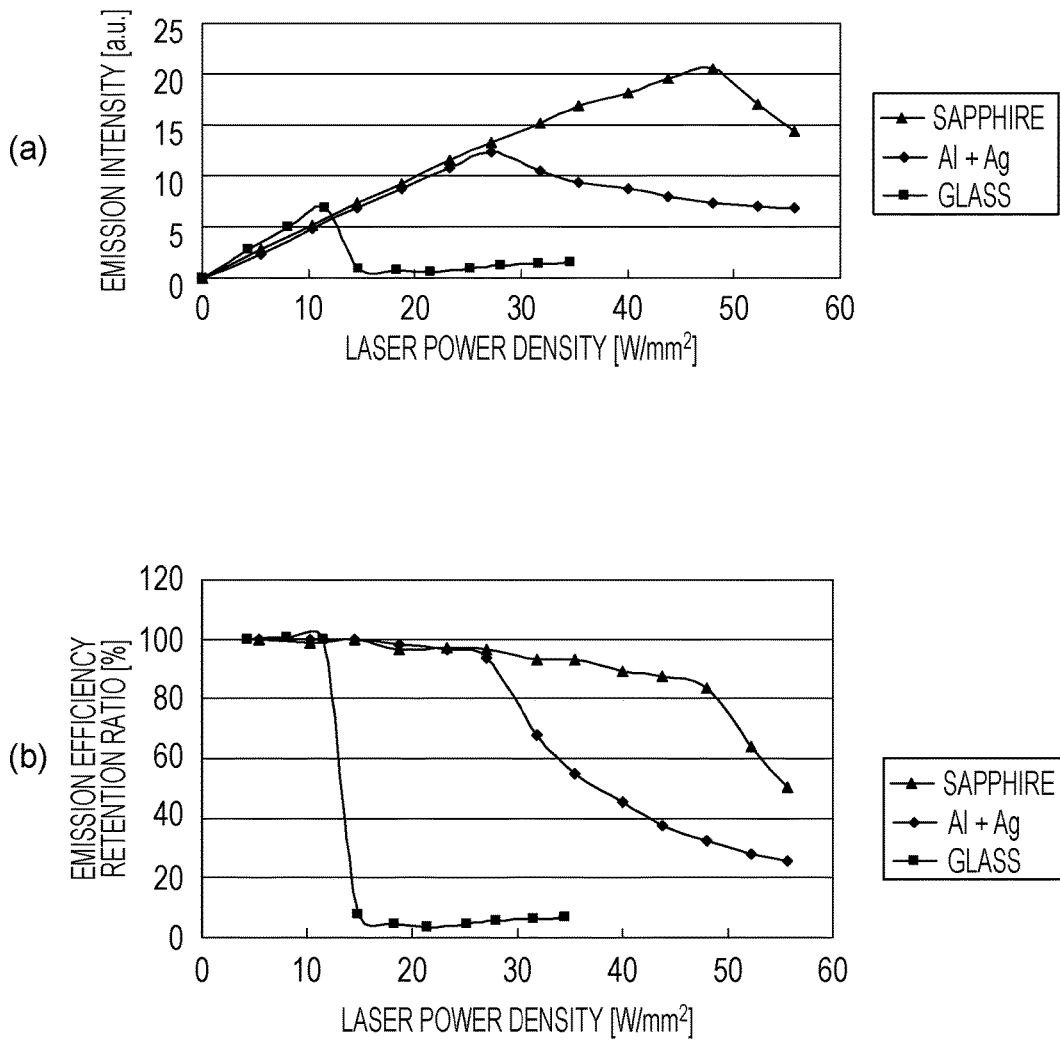 (a)
EMISSION INTENSITY [a.u.]
25
20
15
10
5
0
0 10 20 30 40 50 60
LASER POWER DENSITY [W/mm²]
SAPPHIRE
Al + Ag
GLASS
(b)
EMISSION EFFICIENCY
RETENTION RATIO [%]
120
100
80
60
40
20
0
0 10 20 30 40 50 60
LASER POWER DENSITY [W/mm²]
SAPPHIRE
Al + Ag
GLASS